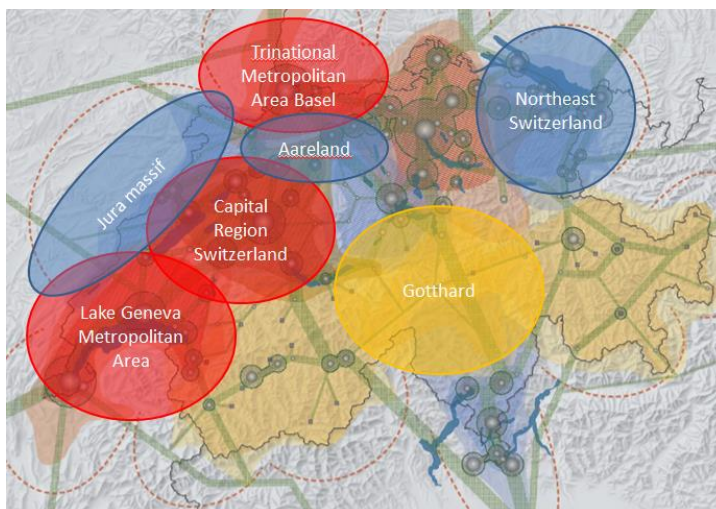 Trinational
Metropolitan
Area Basel
Northeast
Switzerland
Aareland
Jura massif
Capital
Region
Switzerland
Gotthard
Lake Geneva
Metropolitan
Area